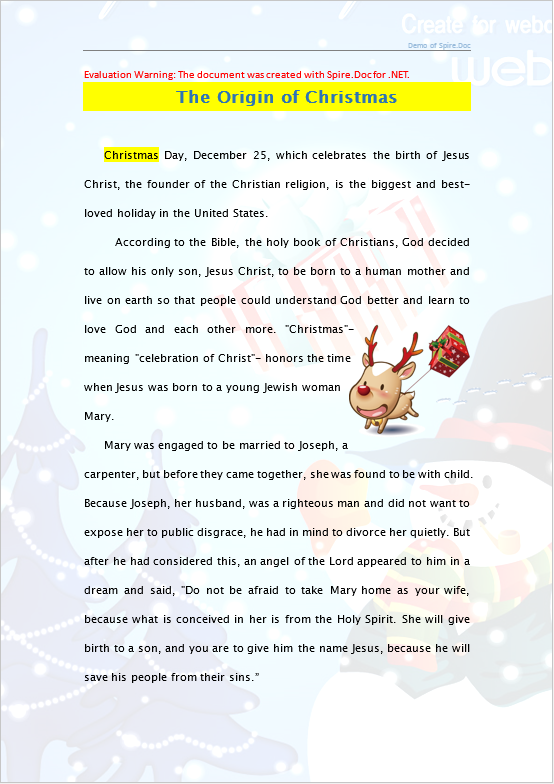 Create for webc
Demo of Spire.Doc
web
Evaluation Warning: The document was created with Spire.Doc for .NET.
The Origin of Christmas
Christmas Day, December 25, which celebrates the birth of Jesus
Christ, the founder of the Christian religion, is the biggest and best-
loved holiday in the United States.
According to the Bible, the holy book of Christians, God decided
to allow his only son, Jesus Christ, to be born to a human mother and
live on earth so that people could understand God better and learn to
love God and each other more. "Christmas"-
meaning "celebration of Christ"- honors the time
when Jesus was born to a young Jewish woman
Mary.
Mary was engaged to be married to Joseph, a
carpenter, but before they came together, she was found to be with child.
Because Joseph, her husband, was a righteous man and did not want to
expose her to public disgrace, he had in mind to divorce her quietly. But
after he had considered this, an angel of the Lord appeared to him in a
dream and said, "Do not be afraid to take Mary home as your wife,
because what is conceived in her is from the Holy Spirit. She will give
birth to a son, and you are to give him the name Jesus, because he will
save his people from their sins.”